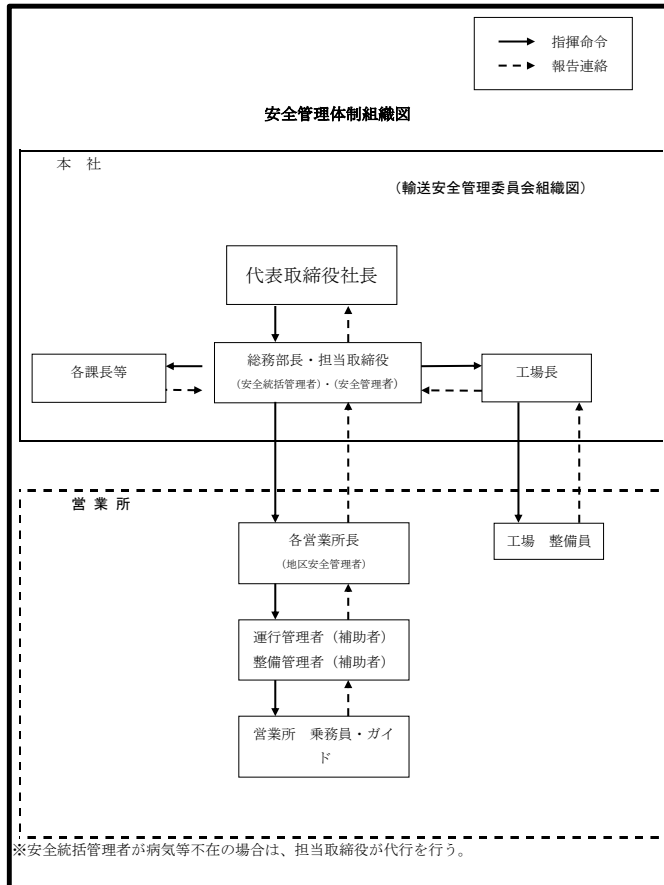 指揮命令
報告連絡
安全管理体制組織図
本　社
（輸送安全管理委員会組織図）
代表取締役社長
総務部長・担当取締役
（安全統括管理者）・（安全管理者）
各課長等
工場長
営 業 所
各営業所長
（地区安全管理者）
工場　整備員
運行管理者（補助者）
整備管理者（補助者）
営業所　乗務員・ガイ
ド
※安全統括管理者が病気等不在の場合は、担当取締役が代行を行う。